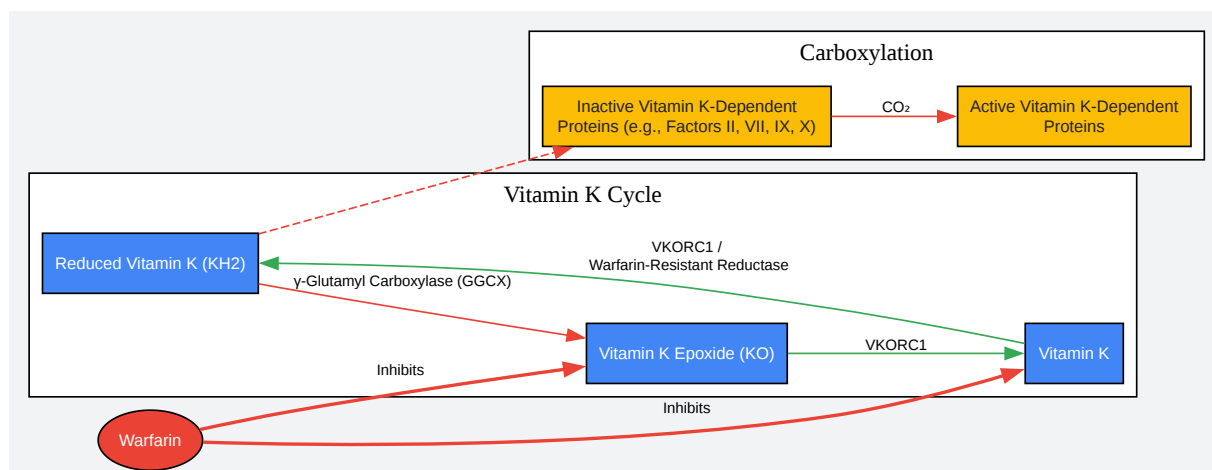 Carboxylation
Inactive Vitamin K-Dependent
Proteins (e.g., Factors II, VII, IX, X)
CO₂
Active Vitamin K-Dependent
Proteins
Vitamin K Cycle
Reduced Vitamin K (KH2)
VKORC1 /
Warfarin-Resistant Reductase
γ-Glutamyl Carboxylase (GGCX)
Vitamin K Epoxide (KO)
VKORC1
Vitamin K
Inhibits
Inhibits
Warfarin